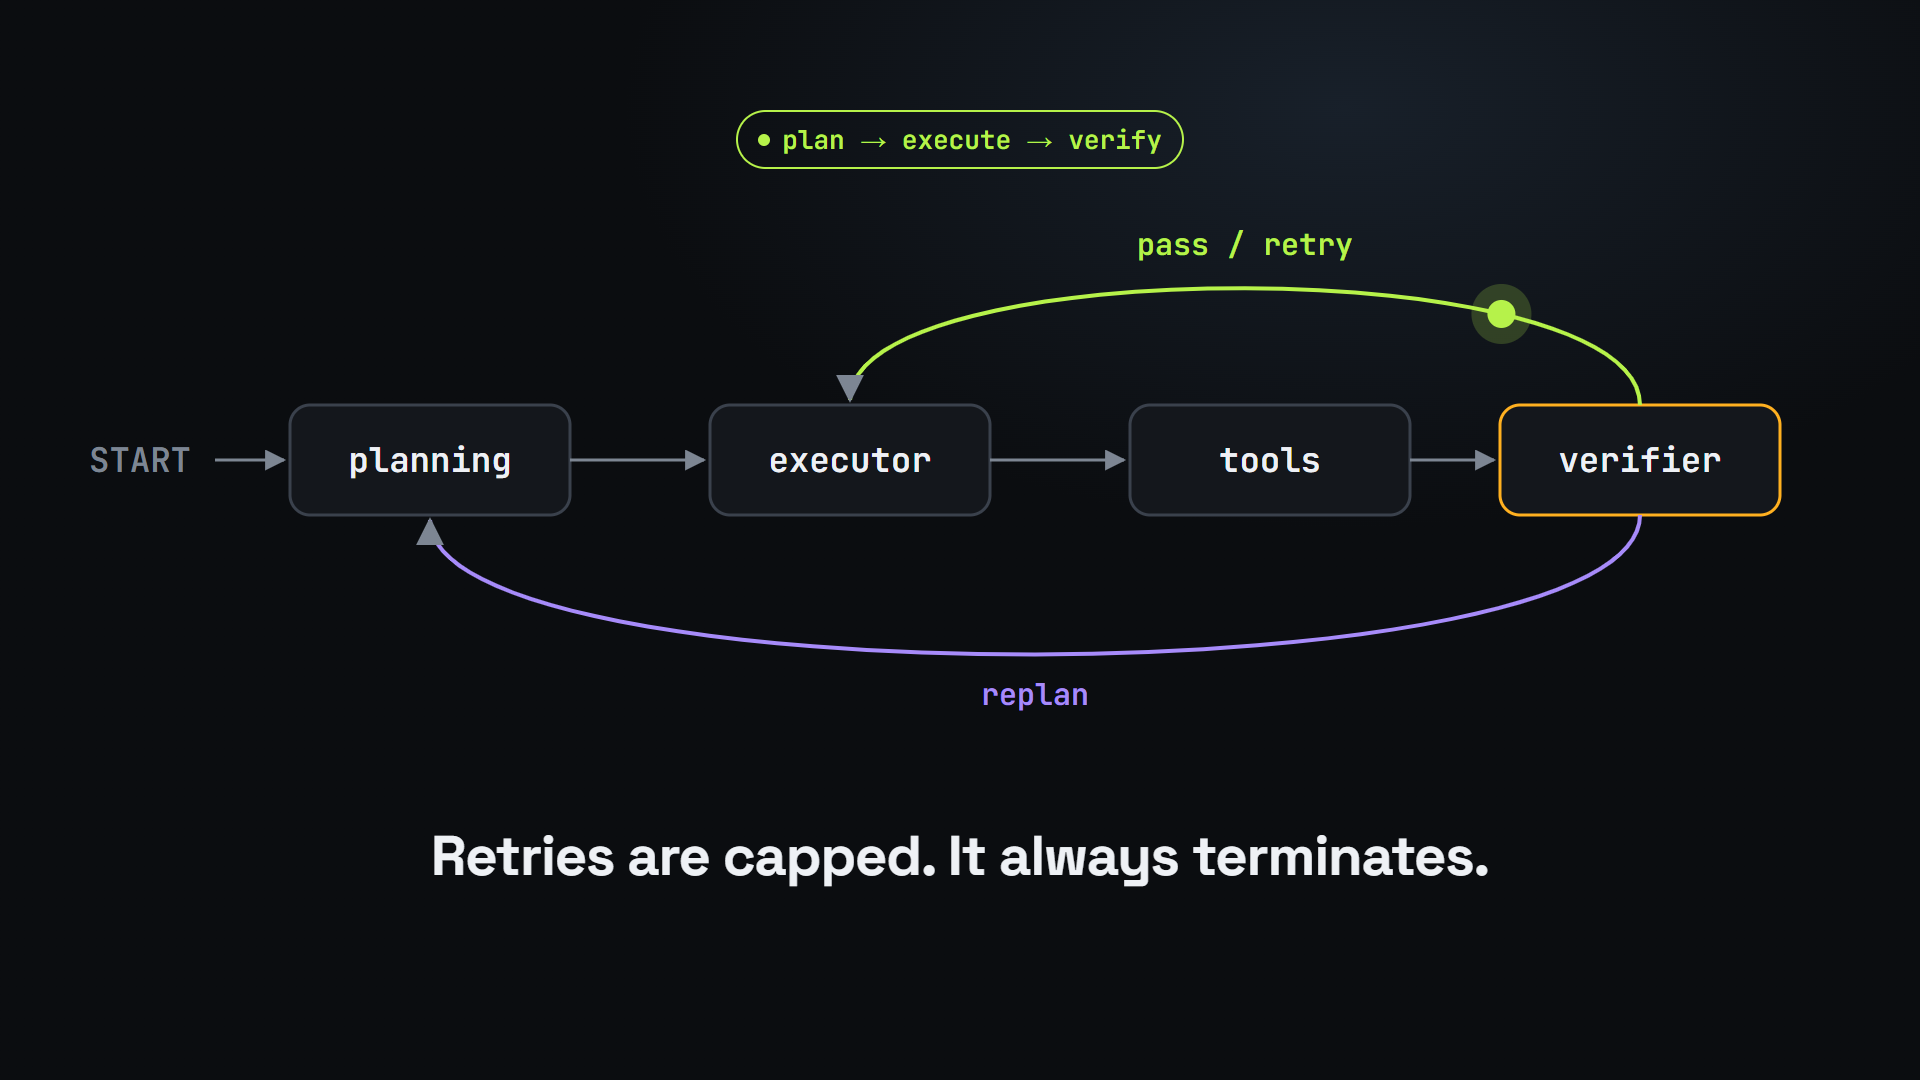 plan → execute → verify
pass / retry
START
planning
executor
tools
verifier
replan
Retries are capped. It always terminates.